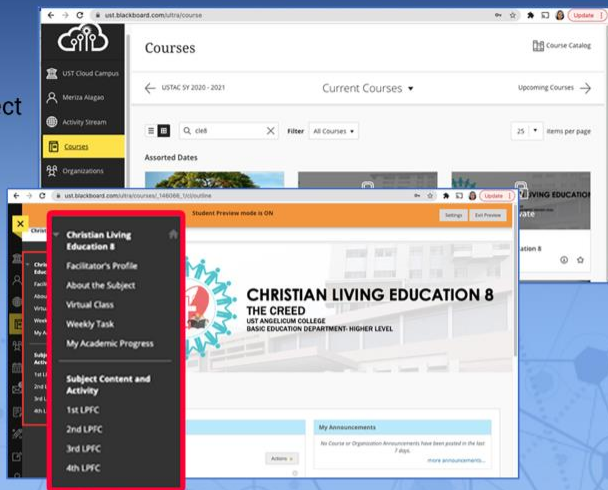 ect
ust.blackboard.com/ultra/course
Update
Courses
Course Catalog
UST Cloud Campus
USTAC SY 2020 - 2021
Current Courses
Upcoming Courses
Meriza Alagao
Activity Stream
cle8
Filter
All Courses
25
items per page
Courses
Assorted Dates
Organizations
ust.blackboard.com/ultra/courses/_146066_1/cl/outline
Update
Student Preview mode is ON
Settings
Exit Preview
Christian Living
Education 8
Facilitator's Profile
About the Subject
Virtual Class
Weekly Task
My Academic Progress
Subject Content and
Activity
1st LPFC
2nd LPFC
3rd LPFC
4th LPFC
CHRISTIAN LIVING EDUCATION 8
THE CREED
UST ANGELICUM COLLEGE
BASIC EDUCATION DEPARTMENT- HIGHER LEVEL
My Announcements
No Course or Organization Announcements have been posted in the last
7 days.
more announcements...
Actions